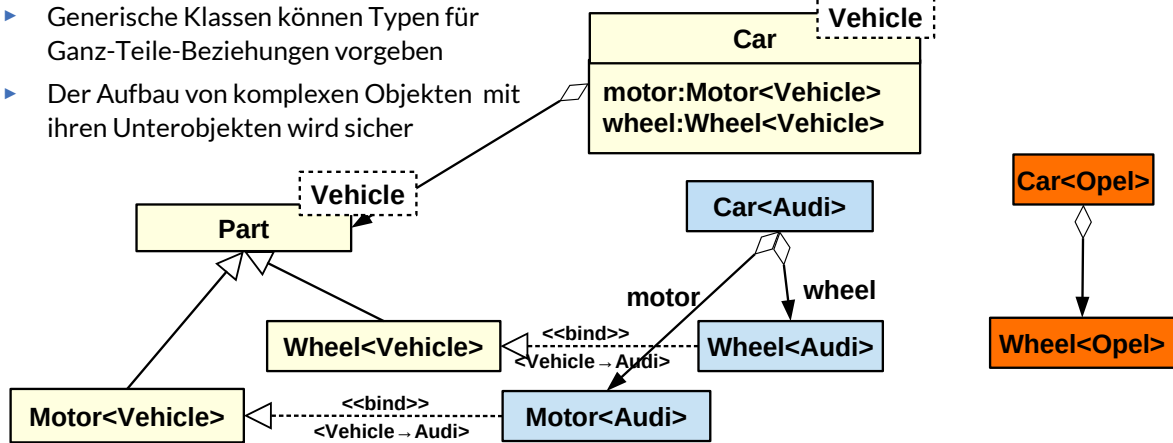 ► Generische Klassen können Typen für
Ganz-Teile-Beziehungen vorgeben
► Der Aufbau von komplexen Objekten mit
ihren Unterobjekten wird sicher
Vehicle
Car
motor:Motor<Vehicle>
wheel:Wheel<Vehicle>
Vehicle
Part
Car<Audi>
Car<Opel>
motor
wheel
Wheel<Vehicle>
<<bind>>
<Vehicle→Audi>
Wheel<Audi>
Wheel<Opel>
Motor<Vehicle>
<<bind>>
<Vehicle→Audi>
Motor<Audi>